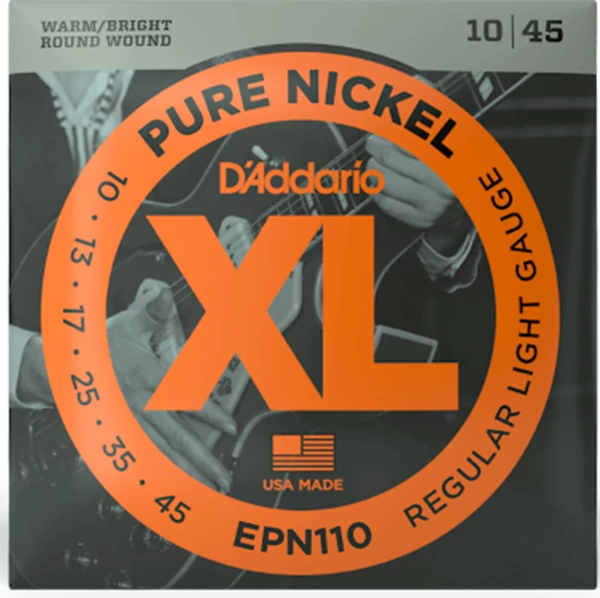 WARM/BRIGHT
ROUND WOUND
10|45
PURE NICKEL
D'Addario
XL
10 · 13 · 17 · 25 · 35 · 45
REGULAR LIGHT GAUGE
USA MADE
EPN110